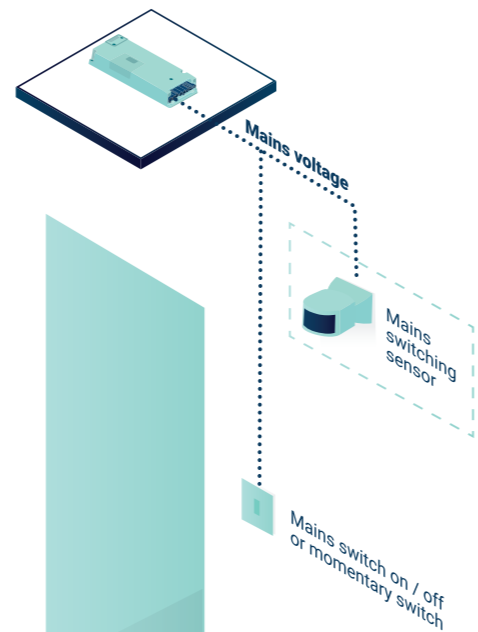 Mains voltage
Mains
switching
sensor
Mains switch on / off
or momentary switch